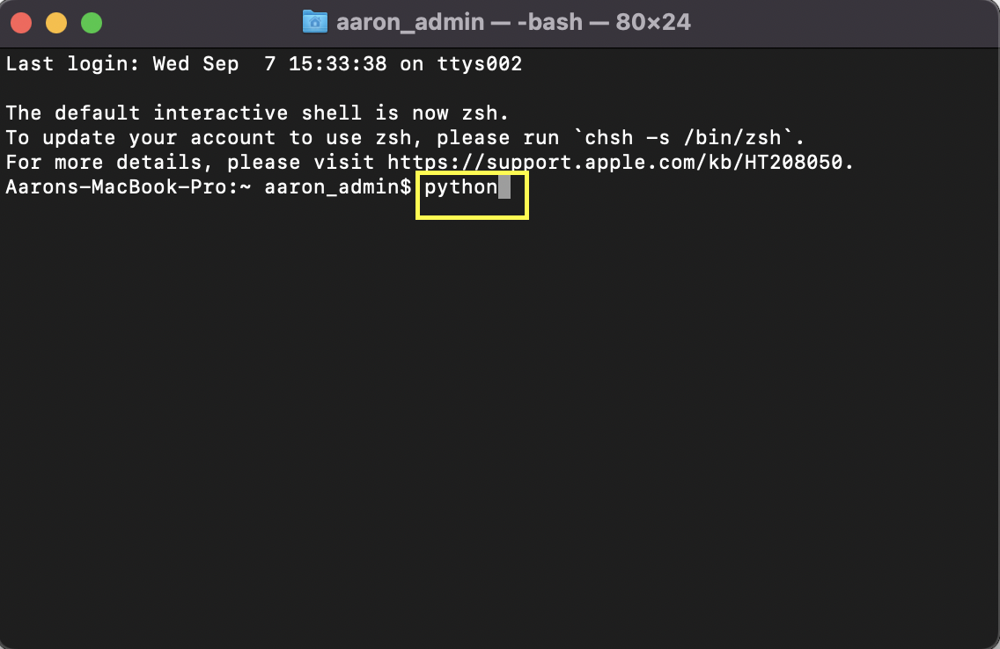 aaron_admin — -bash — 80×24
Last login: Wed Sep  7 15:33:38 on ttys002
The default interactive shell is now zsh.
To update your account to use zsh, please run `chsh -s /bin/zsh`.
For more details, please visit https://support.apple.com/kb/HT208050.
Aarons-MacBook-Pro:~ aaron_admin$ python